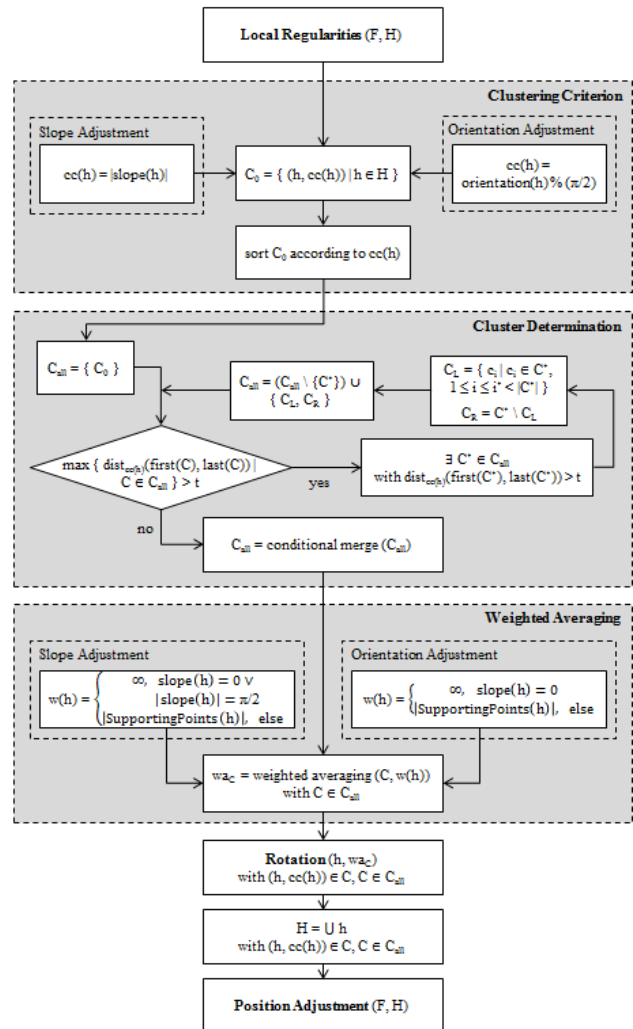 Local Regularities (F, H)
Clustering Criterion
Slope Adjustment
cc(h) = |slope(h)|
C₀ = { (h, cc(h)) | h ∈ H }
Orientation Adjustment
cc(h) =
orientation(h) % (π/2)
sort C₀ according to cc(h)
Cluster Determination
C_all = { C₀ }
C_all = (C_all \ {C*}) ∪
{ C_L, C_R }
C_L = { c_i | c_i ∈ C*,
1 ≤ i ≤ i* < |C*| }
C_R = C* \ C_L
max { dist_cc(h)(first(C), last(C)) |
C ∈ C_all } > t
yes
∃ C* ∈ C_all
with dist_cc(h)(first(C*), last(C*)) > t
no
C_all = conditional merge (C_all)
Weighted Averaging
Slope Adjustment
w(h) = { ∞, slope(h) = 0 ∨
|slope(h)| = π/2
|SupportingPoints(h)|, else
Orientation Adjustment
w(h) = { ∞, slope(h) = 0
|SupportingPoints(h)|, else
wa_C = weighted averaging (C, w(h))
with C ∈ C_all
Rotation (h, wa_C)
with (h, cc(h)) ∈ C, C ∈ C_all
H = ∪ h
with (h, cc(h)) ∈ C, C ∈ C_all
Position Adjustment (F, H)